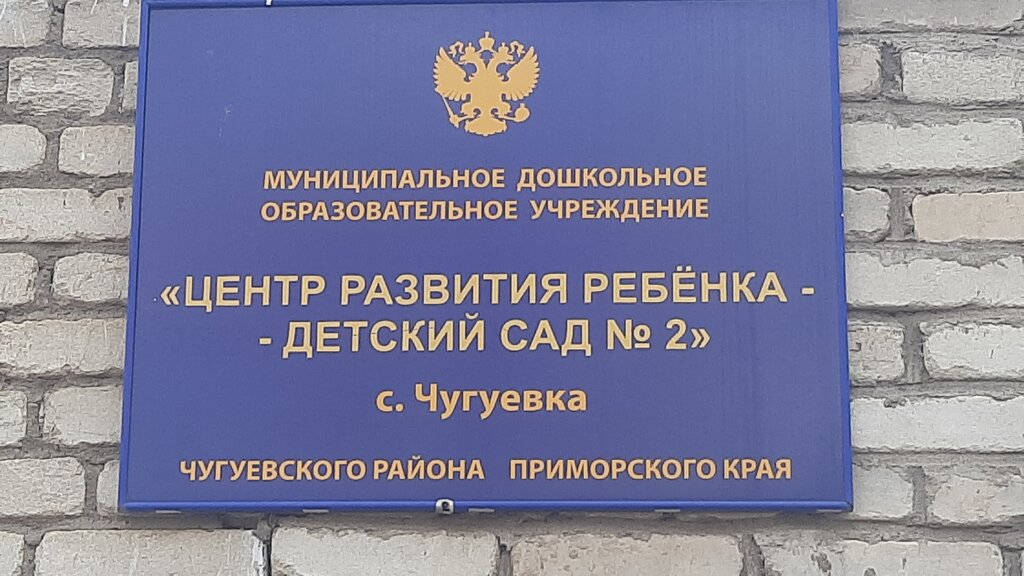 МУНИЦИПАЛЬНОЕ ДОШКОЛЬНОЕ
ОБРАЗОВАТЕЛЬНОЕ УЧРЕЖДЕНИЕ
«ЦЕНТР РАЗВИТИЯ РЕБЁНКА -
- ДЕТСКИЙ САД № 2»
с. Чугуевка
ЧУГУЕВСКОГО РАЙОНА ПРИМОРСКОГО КРАЯ